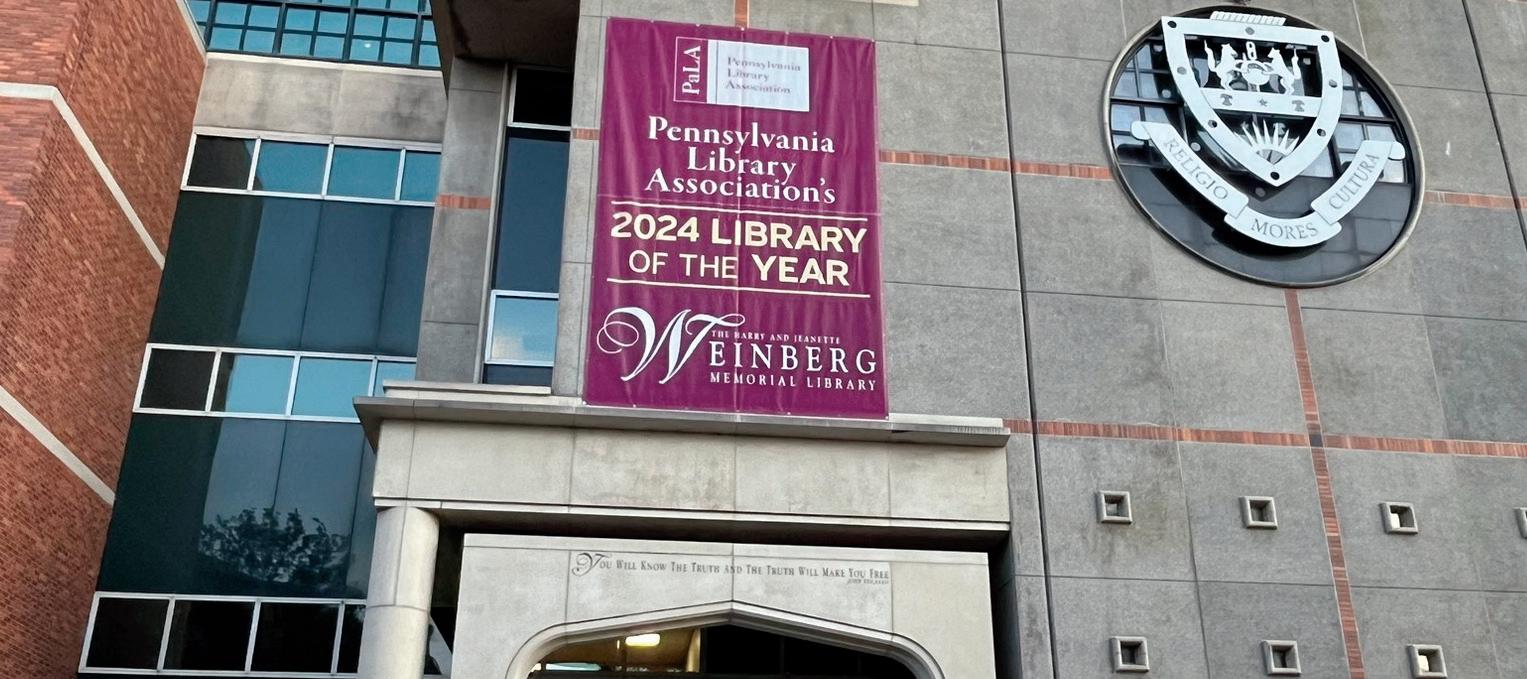 PaLA
Pennsylvania
Library
Association
Pennsylvania
Library
Association's
2024 LIBRARY
OF THE YEAR
THE HARRY AND JEANETTE
WEINBERG
MEMORIAL LIBRARY
RELIGIO MORES CULTURA
YOU WILL KNOW THE TRUTH AND THE TRUTH WILL MAKE YOU FREE